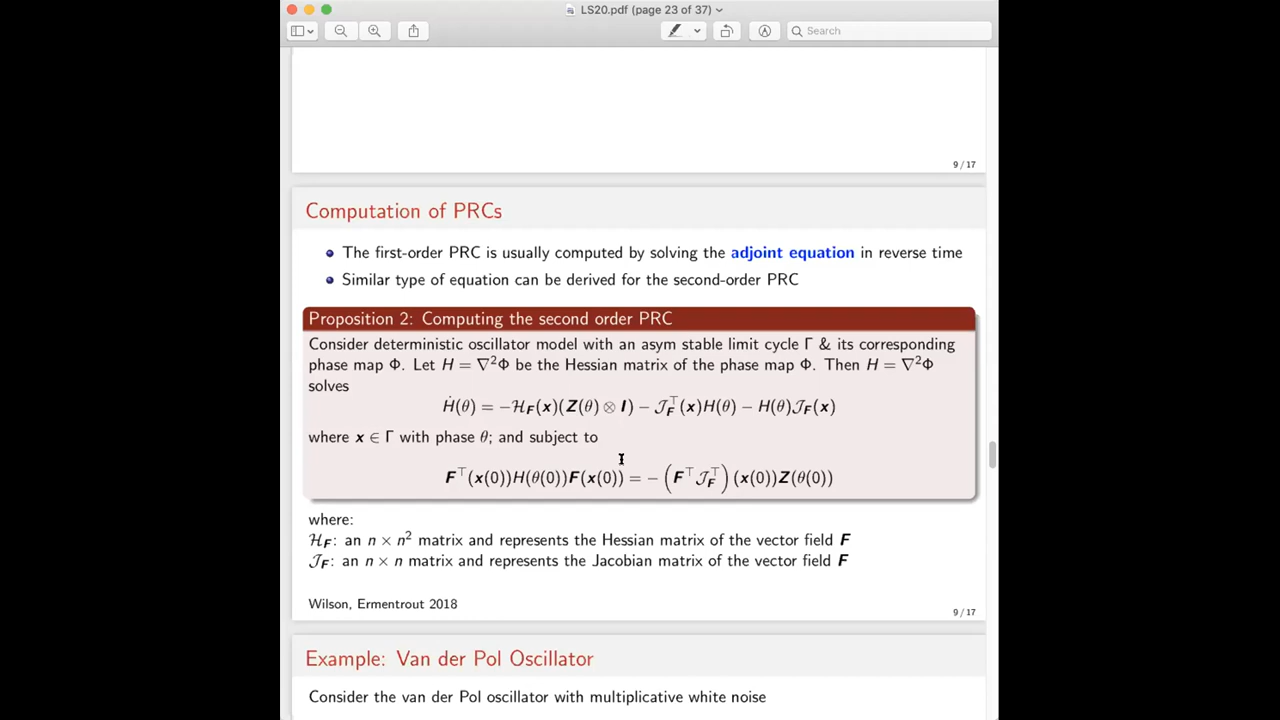 LS20.pdf (page 23 of 37)
Search
9 / 17
Computation of PRCs
The first-order PRC is usually computed by solving the adjoint equation in reverse time
Similar type of equation can be derived for the second-order PRC
Proposition 2: Computing the second order PRC
Consider deterministic oscillator model with an asym stable limit cycle Γ & its corresponding
phase map Φ. Let H = ∇²Φ be the Hessian matrix of the phase map Φ. Then H = ∇²Φ
solves
Ḣ(θ) = −ℋ_F(x)(Z(θ) ⊗ I) − 𝒥_F^⊤(x)H(θ) − H(θ)𝒥_F(x)
where x ∈ Γ with phase θ; and subject to
F^⊤(x(0))H(θ(0))F(x(0)) = −(F^⊤𝒥_F^⊤)(x(0))Z(θ(0))
where:
ℋ_F: an n × n² matrix and represents the Hessian matrix of the vector field F
𝒥_F: an n × n matrix and represents the Jacobian matrix of the vector field F
Wilson, Ermentrout 2018
9 / 17
Example: Van der Pol Oscillator
Consider the van der Pol oscillator with multiplicative white noise